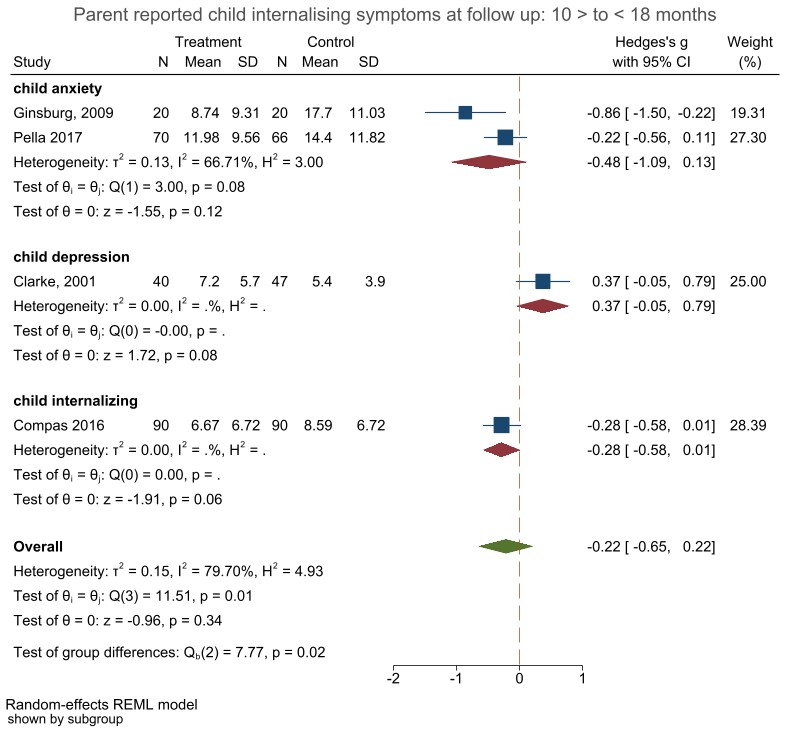 Parent reported child internalising symptoms at follow up: 10 > to < 18 months
Treatment Control Hedges's g Weight
Study N Mean SD N Mean SD with 95% CI (%)
child anxiety
Ginsburg, 2009 20 8.74 9.31 20 17.7 11.03 -0.86 [ -1.50, -0.22] 19.31
Pella 2017 70 11.98 9.56 66 14.4 11.82 -0.22 [ -0.56, 0.11] 27.30
Heterogeneity: τ² = 0.13, I² = 66.71%, H² = 3.00 -0.48 [ -1.09, 0.13]
Test of θᵢ = θⱼ: Q(1) = 3.00, p = 0.08
Test of θ = 0: z = -1.55, p = 0.12
child depression
Clarke, 2001 40 7.2 5.7 47 5.4 3.9 0.37 [ -0.05, 0.79] 25.00
Heterogeneity: τ² = 0.00, I² = .%, H² = . 0.37 [ -0.05, 0.79]
Test of θᵢ = θⱼ: Q(0) = -0.00, p = .
Test of θ = 0: z = 1.72, p = 0.08
child internalizing
Compas 2016 90 6.67 6.72 90 8.59 6.72 -0.28 [ -0.58, 0.01] 28.39
Heterogeneity: τ² = 0.00, I² = .%, H² = . -0.28 [ -0.58, 0.01]
Test of θᵢ = θⱼ: Q(0) = 0.00, p = .
Test of θ = 0: z = -1.91, p = 0.06
Overall -0.22 [ -0.65, 0.22]
Heterogeneity: τ² = 0.15, I² = 79.70%, H² = 4.93
Test of θᵢ = θⱼ: Q(3) = 11.51, p = 0.01
Test of θ = 0: z = -0.96, p = 0.34
Test of group differences: Q_b(2) = 7.77, p = 0.02
-2 -1 0 1
Random-effects REML model
shown by subgroup